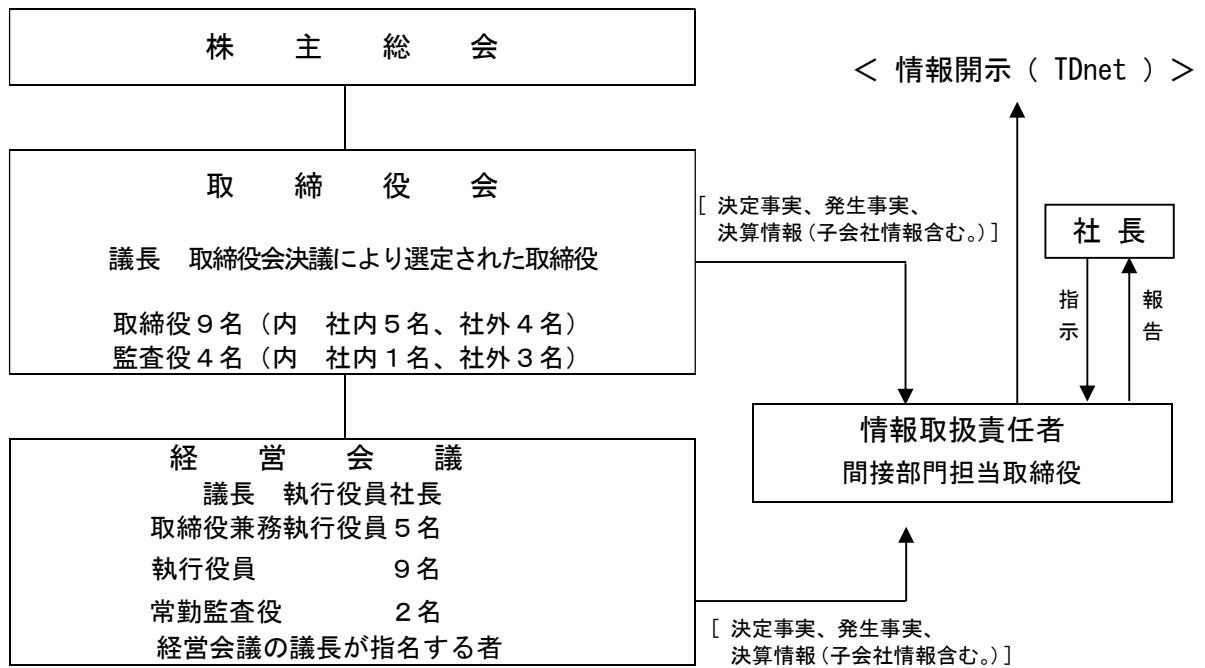 株　主　総　会
＜ 情報開示（ TDnet ）＞
取　締　役　会
議長　取締役会決議により選定された取締役
取締役９名（内　社内５名、社外４名）
監査役４名（内　社内１名、社外３名）
[ 決定事実、発生事実、
決算情報（子会社情報含む。）]
社 長
指示
報告
情報取扱責任者
間接部門担当取締役
経　営　会　議
議長　執行役員社長
取締役兼務執行役員５名
執行役員　　　　９名
常勤監査役　　　２名
経営会議の議長が指名する者
[ 決定事実、発生事実、
決算情報（子会社情報含む。）]